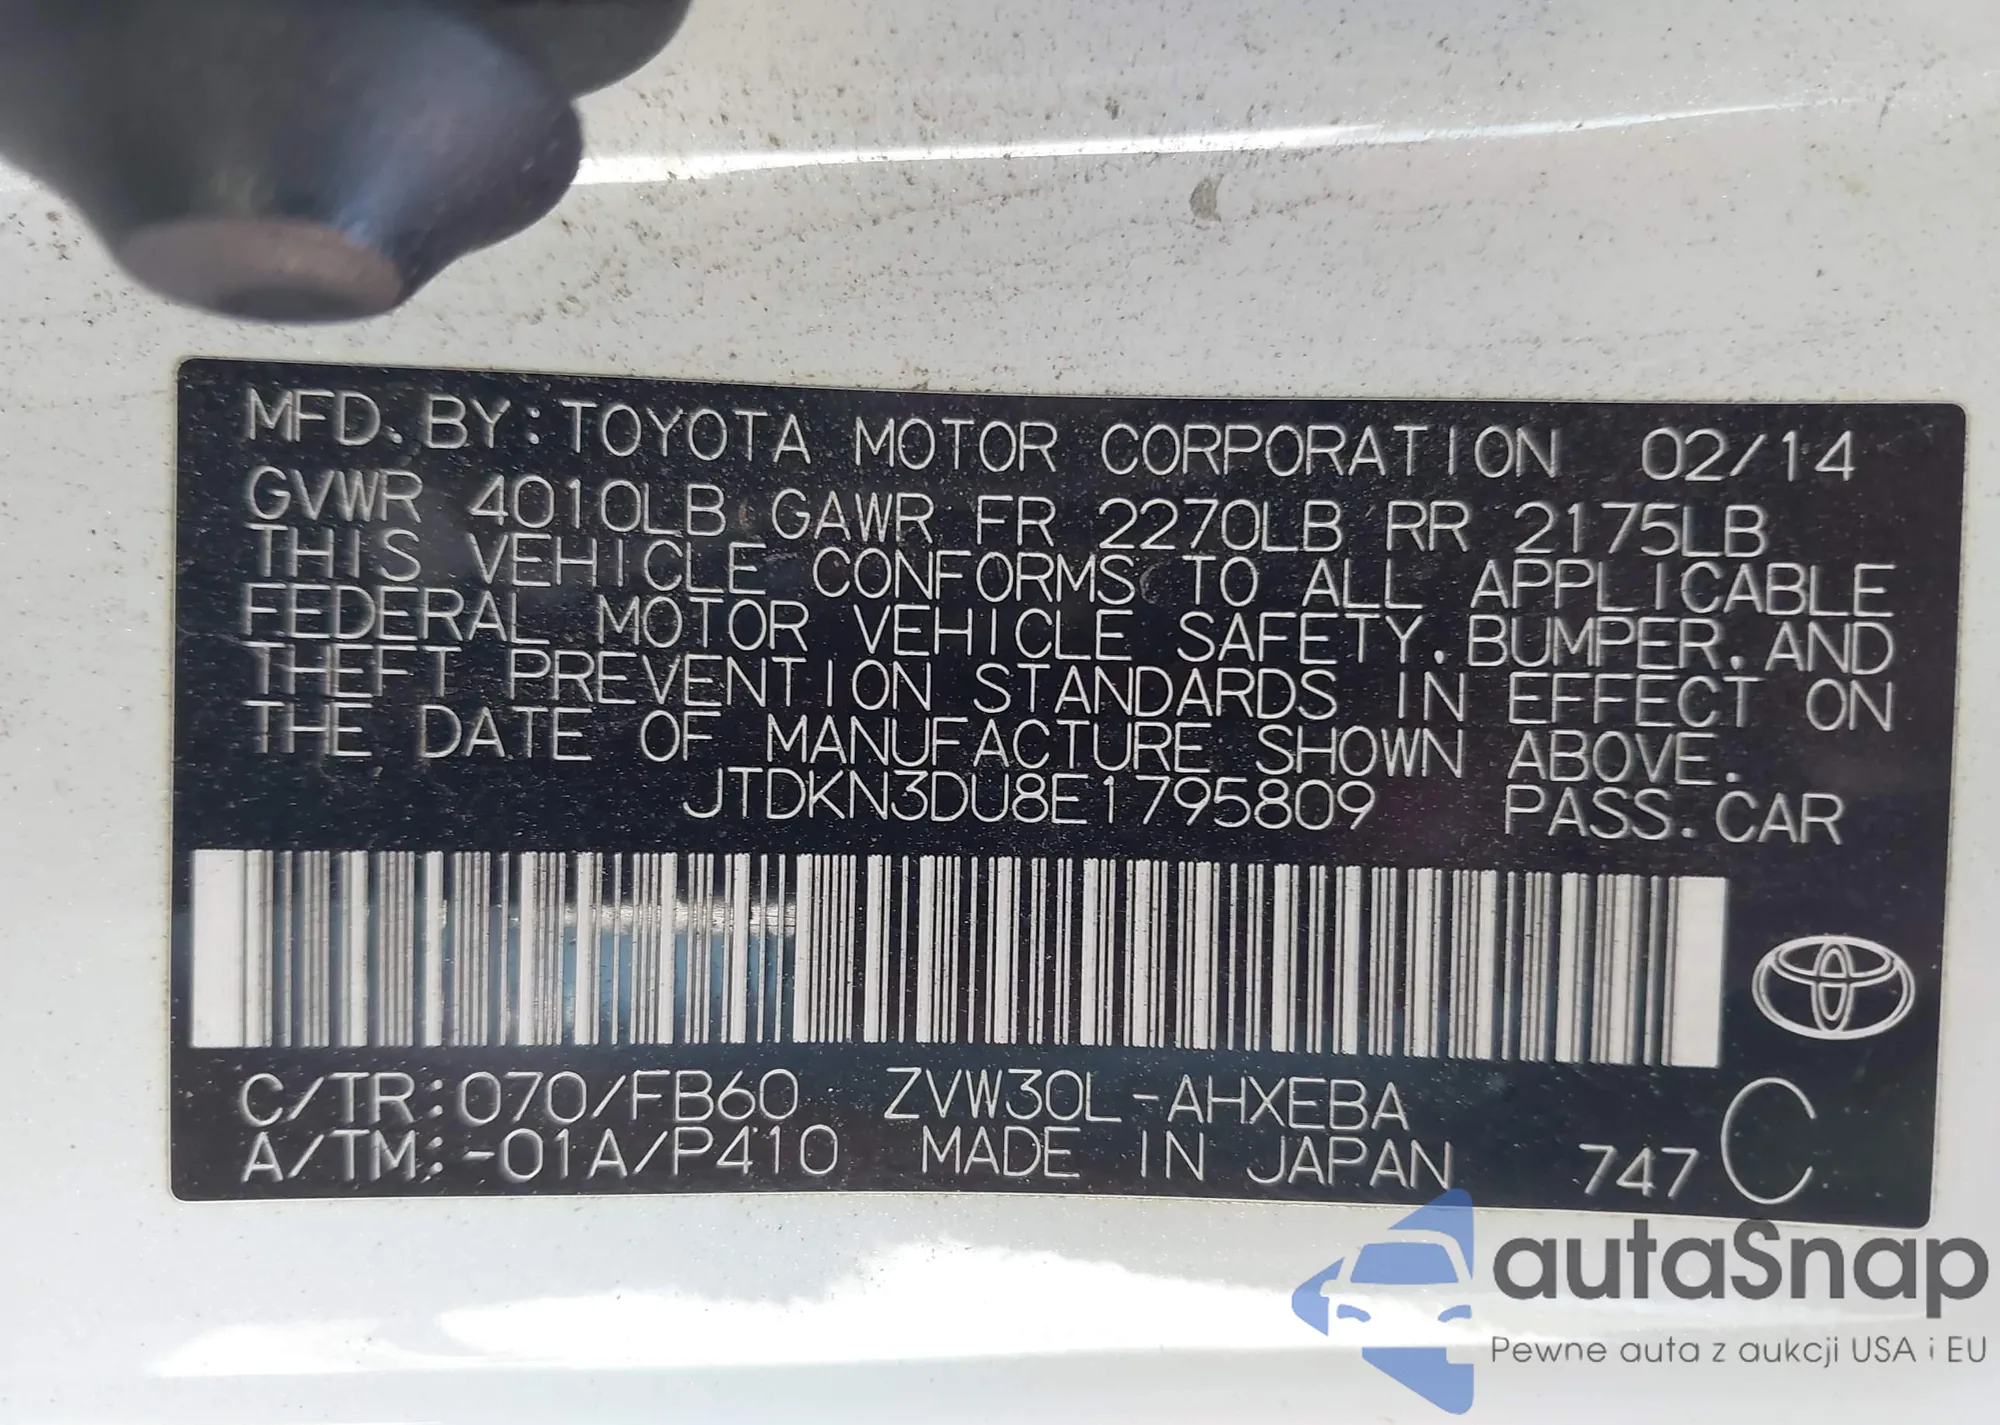 MFD. BY: TOYOTA MOTOR CORPORATION 02/14
GVWR 4010LB GAWR FR 2270LB RR 2175LB
THIS VEHICLE CONFORMS TO ALL APPLICABLE
FEDERAL MOTOR VEHICLE SAFETY, BUMPER, AND
THEFT PREVENTION STANDARDS IN EFFECT ON
THE DATE OF MANUFACTURE SHOWN ABOVE.
JTDKN3DU8E1795809 PASS. CAR
C/TR: 070/FB60 ZVW30L-AHXEBA
A/TM: -01A/P410 MADE IN JAPAN 747 C
autaSnap
Pewne auta z aukcji USA i EU